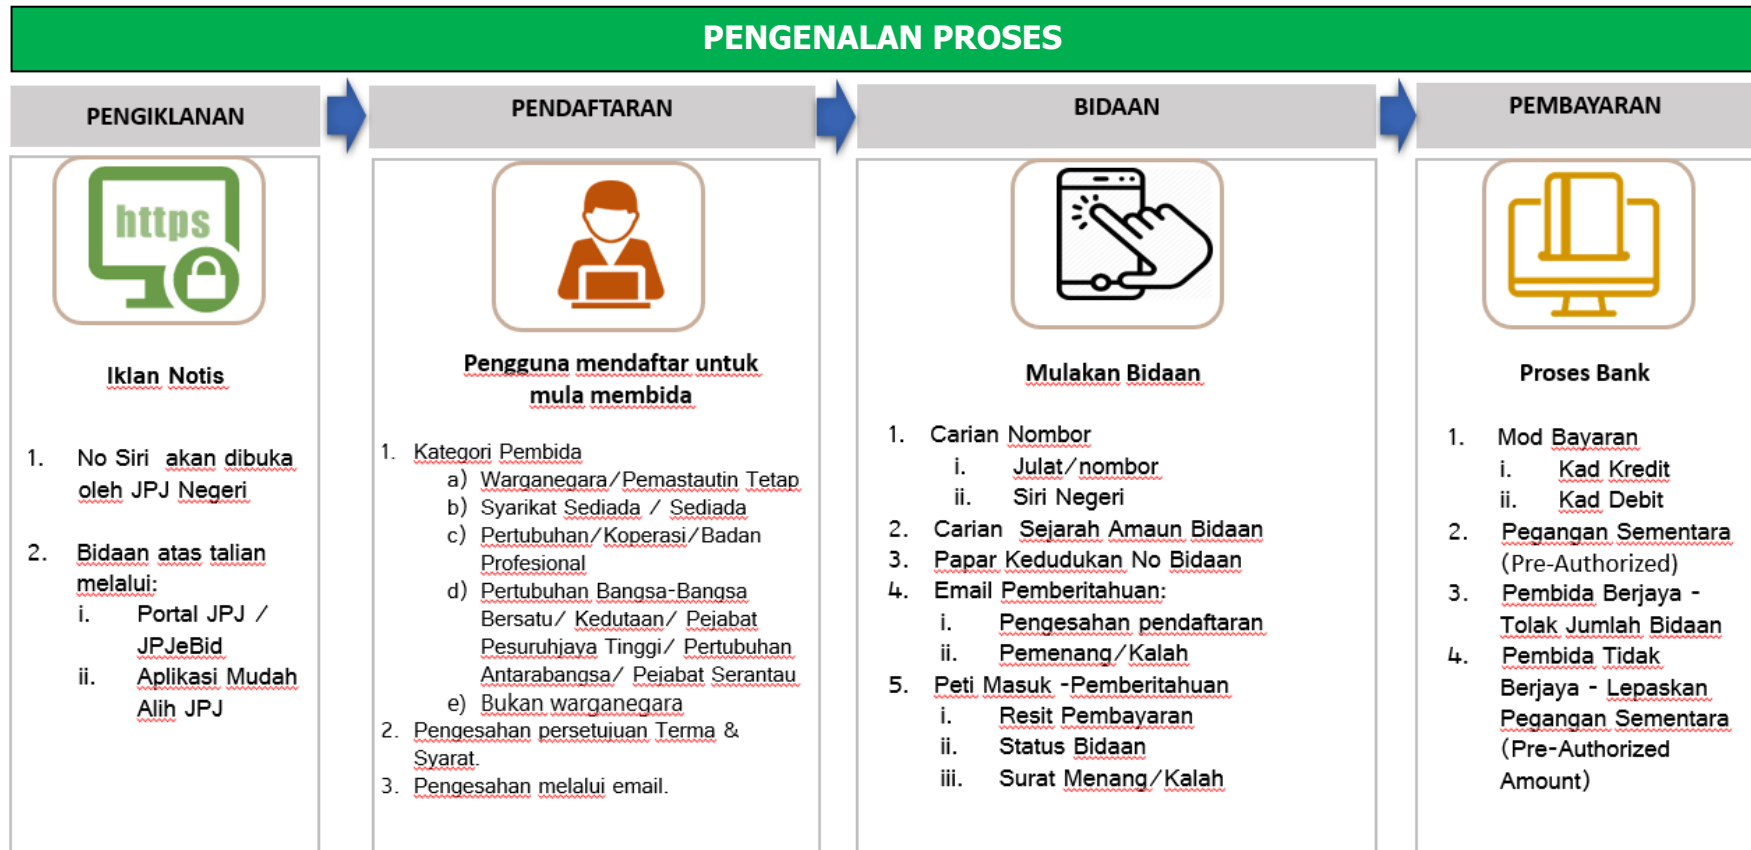 PENGENALAN PROSES
PENGIKLANAN
https
Iklan Notis
1. No Siri akan dibuka
oleh JPJ Negeri
2. Bidaan atas talian
melalui:
i. Portal JPJ /
JPJeBid
ii. Aplikasi Mudah
Alih JPJ
PENDAFTARAN
Pengguna mendaftar untuk
mula membida
1. Kategori Pembida
a) Warganegara/Pemastautin Tetap
b) Syarikat Sediada / Sediada
c) Pertubuhan/Koperasi/Badan
Profesional
d) Pertubuhan Bangsa-Bangsa
Bersatu/ Kedutaan/ Pejabat
Pesuruhjaya Tinggi/ Pertubuhan
Antarabangsa/ Pejabat Serantau
e) Bukan warganegara
2. Pengesahan persetujuan Terma &
Syarat.
3. Pengesahan melalui email.
BIDAAN
Mulakan Bidaan
1. Carian Nombor
i. Julat/nombor
ii. Siri Negeri
2. Carian Sejarah Amaun Bidaan
3. Papar Kedudukan No Bidaan
4. Email Pemberitahuan:
i. Pengesahan pendaftaran
ii. Pemenang/Kalah
5. Peti Masuk -Pemberitahuan
i. Resit Pembayaran
ii. Status Bidaan
iii. Surat Menang/Kalah
PEMBAYARAN
Proses Bank
1. Mod Bayaran
i. Kad Kredit
ii. Kad Debit
2. Pegangan Sementara
(Pre-Authorized)
3. Pembida Berjaya -
Tolak Jumlah Bidaan
4. Pembida Tidak
Berjaya - Lepaskan
Pegangan Sementara
(Pre-Authorized
Amount)